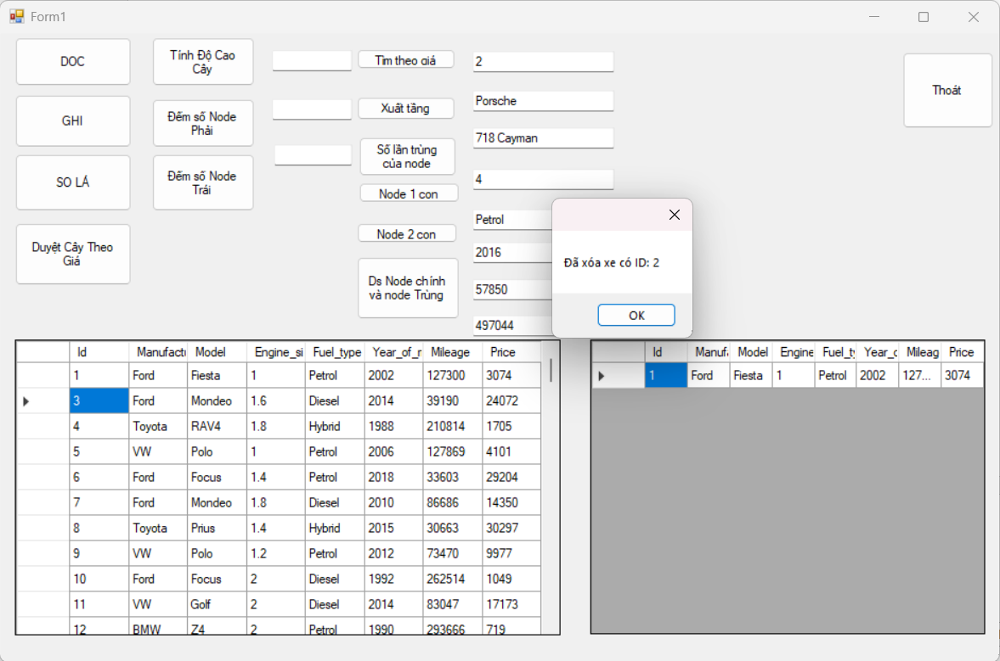 Form1
DOC
GHI
SO LÁ
Duyệt Cây Theo
Giá
Tính Độ Cao
Cây
Đếm số Node
Phải
Đếm số Node
Trái
Tìm theo giá
Xuất tầng
Số lần trùng
của node
Node 1 con
Node 2 con
Ds Node chính
và node Trùng
2
Porsche
718 Cayman
4
Petrol
2016
57850
497044
Thoát
Đã xóa xe có ID: 2
OK
Id Manufactu Model Engine_si Fuel_type Year_of_r Mileage Price
1 Ford Fiesta 1 Petrol 2002 127300 3074
3 Ford Mondeo 1.6 Diesel 2014 39190 24072
4 Toyota RAV4 1.8 Hybrid 1988 210814 1705
5 VW Polo 1 Petrol 2006 127869 4101
6 Ford Focus 1.4 Petrol 2018 33603 29204
7 Ford Mondeo 1.8 Diesel 2010 86686 14350
8 Toyota Prius 1.4 Hybrid 2015 30663 30297
9 VW Polo 1.2 Petrol 2012 73470 9977
10 Ford Focus 2 Diesel 1992 262514 1049
11 VW Golf 2 Diesel 2014 83047 17173
12 BMW Z4 2 Petrol 1990 293666 719
Id Manuf Model Engine Fuel_ty Year_o Mileag Price
1 Ford Fiesta 1 Petrol 2002 127... 3074